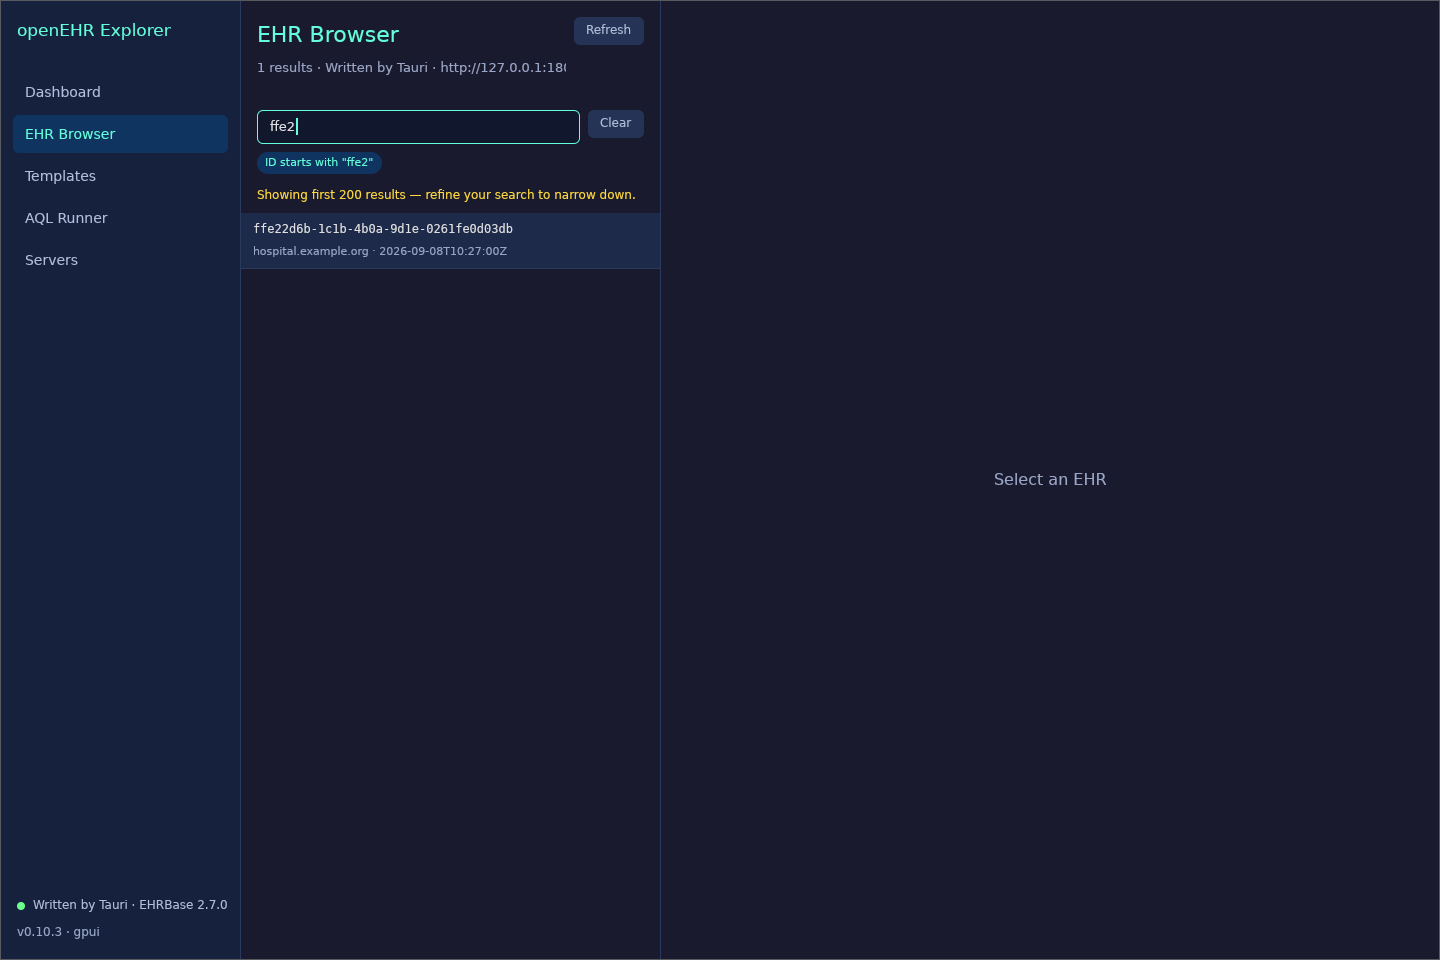 openEHR Explorer
Dashboard
EHR Browser
Templates
AQL Runner
Servers
Written by Tauri · EHRBase 2.7.0
v0.10.3 · gpui
EHR Browser
Refresh
1 results · Written by Tauri · http://127.0.0.1:180
ffe2
Clear
ID starts with "ffe2"
Showing first 200 results — refine your search to narrow down.
ffe22d6b-1c1b-4b0a-9d1e-0261fe0d03db
hospital.example.org · 2026-09-08T10:27:00Z
Select an EHR